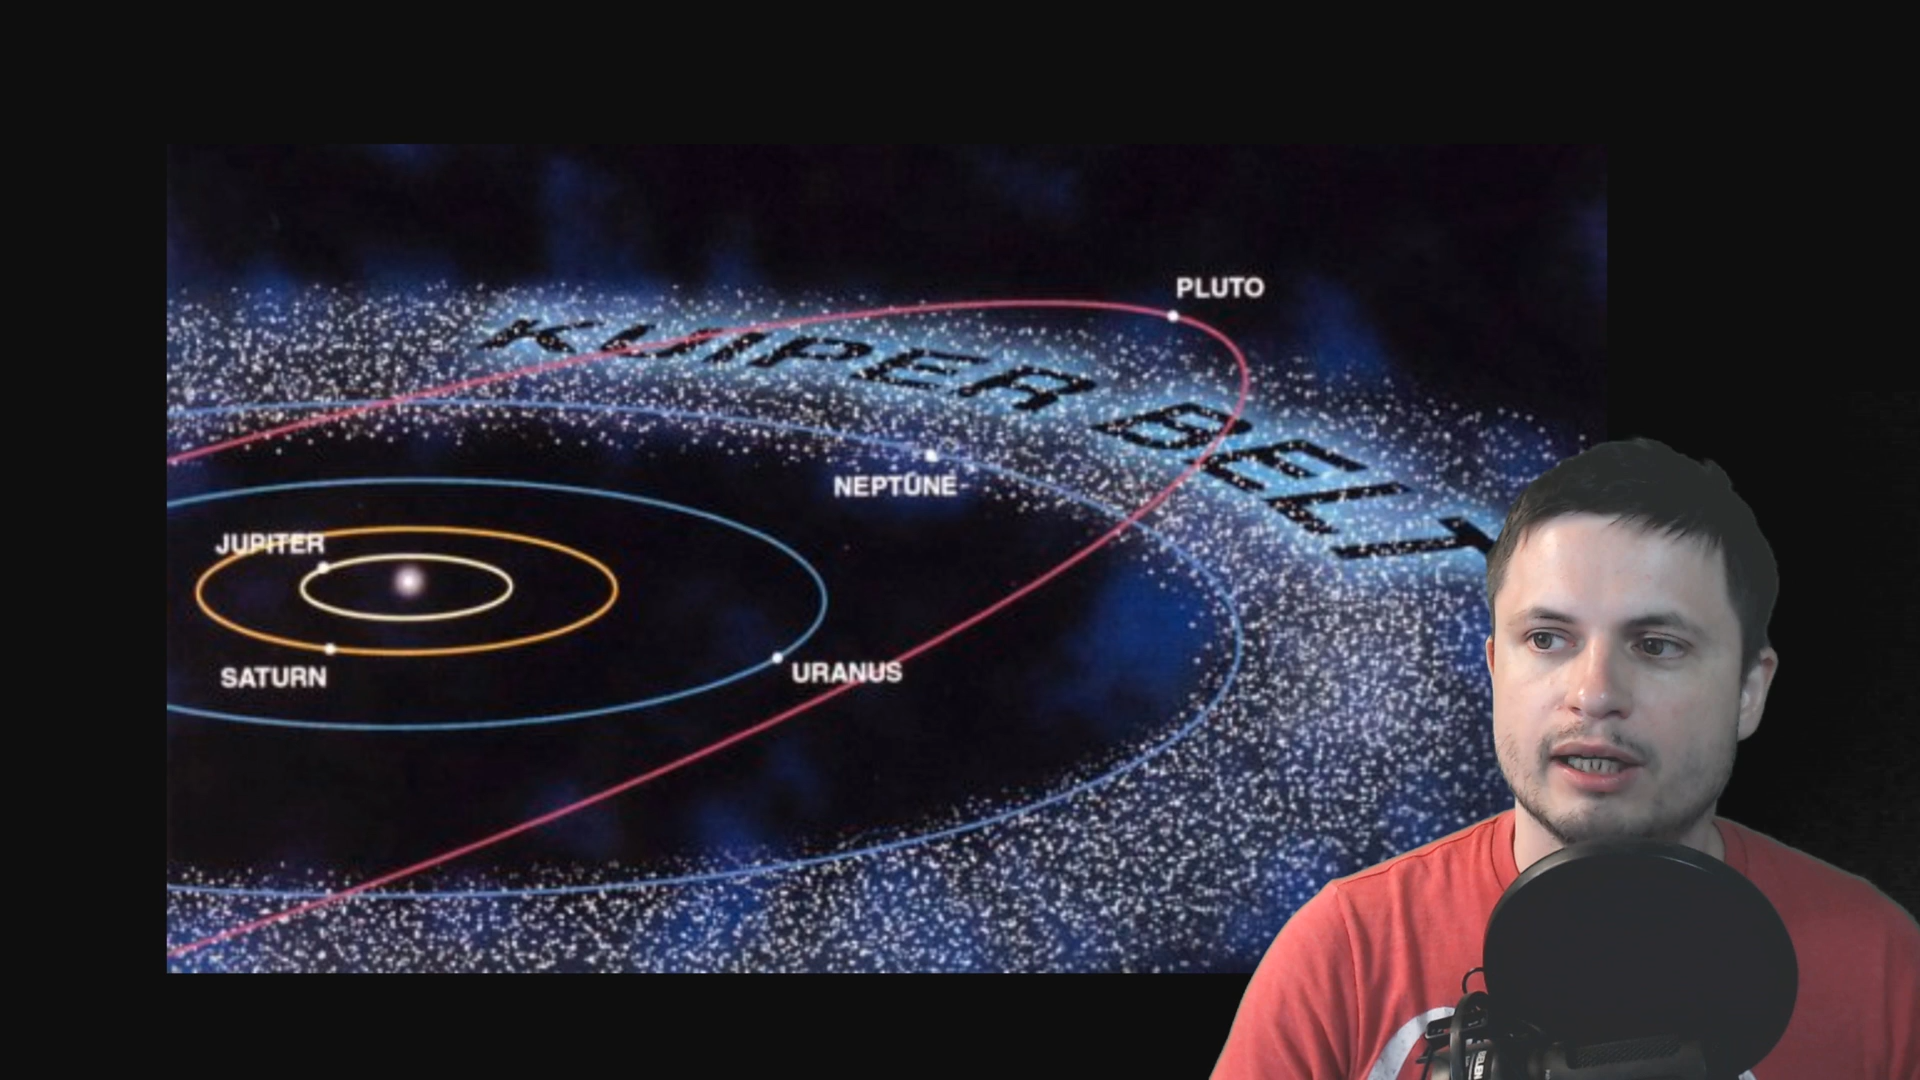 PLUTO
KUIPER BELT
NEPTUNE
JUPITER
SATURN
URANUS